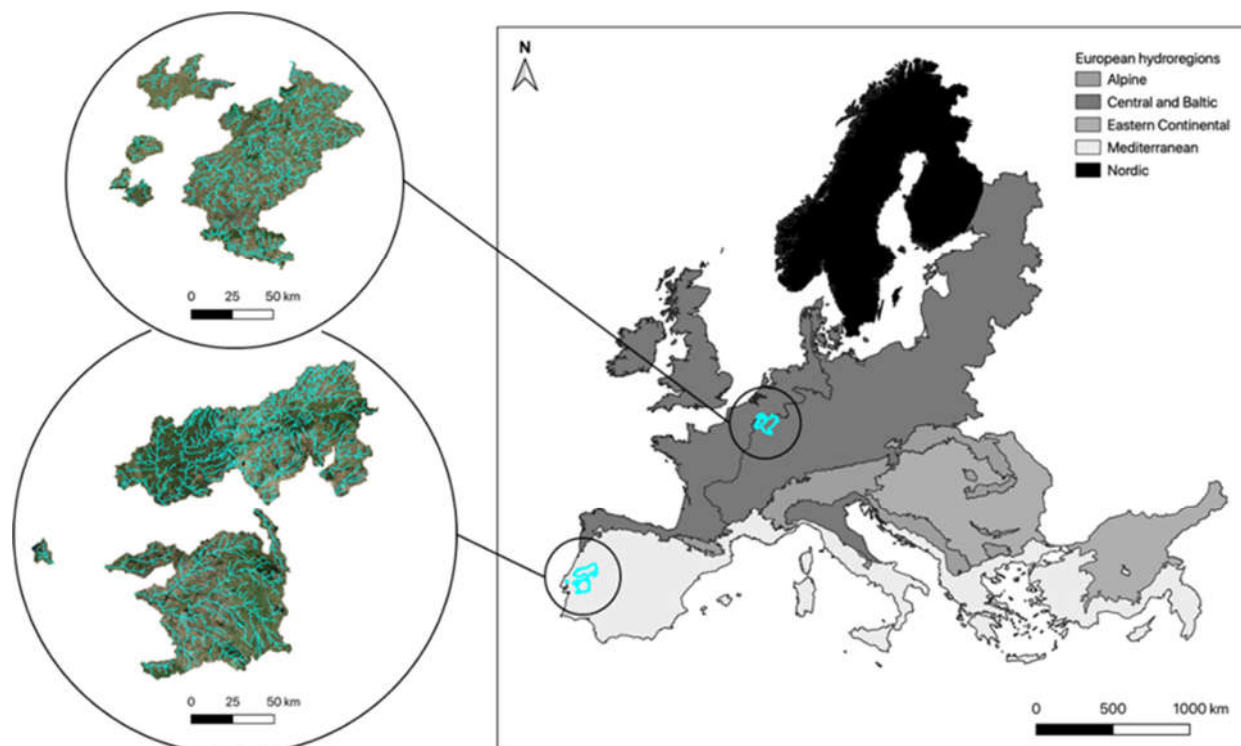 N
European hydroregions
Alpine
Central and Baltic
Eastern Continental
Mediterranean
Nordic
0 25 50 km
0 25 50 km
0 500 1000 km